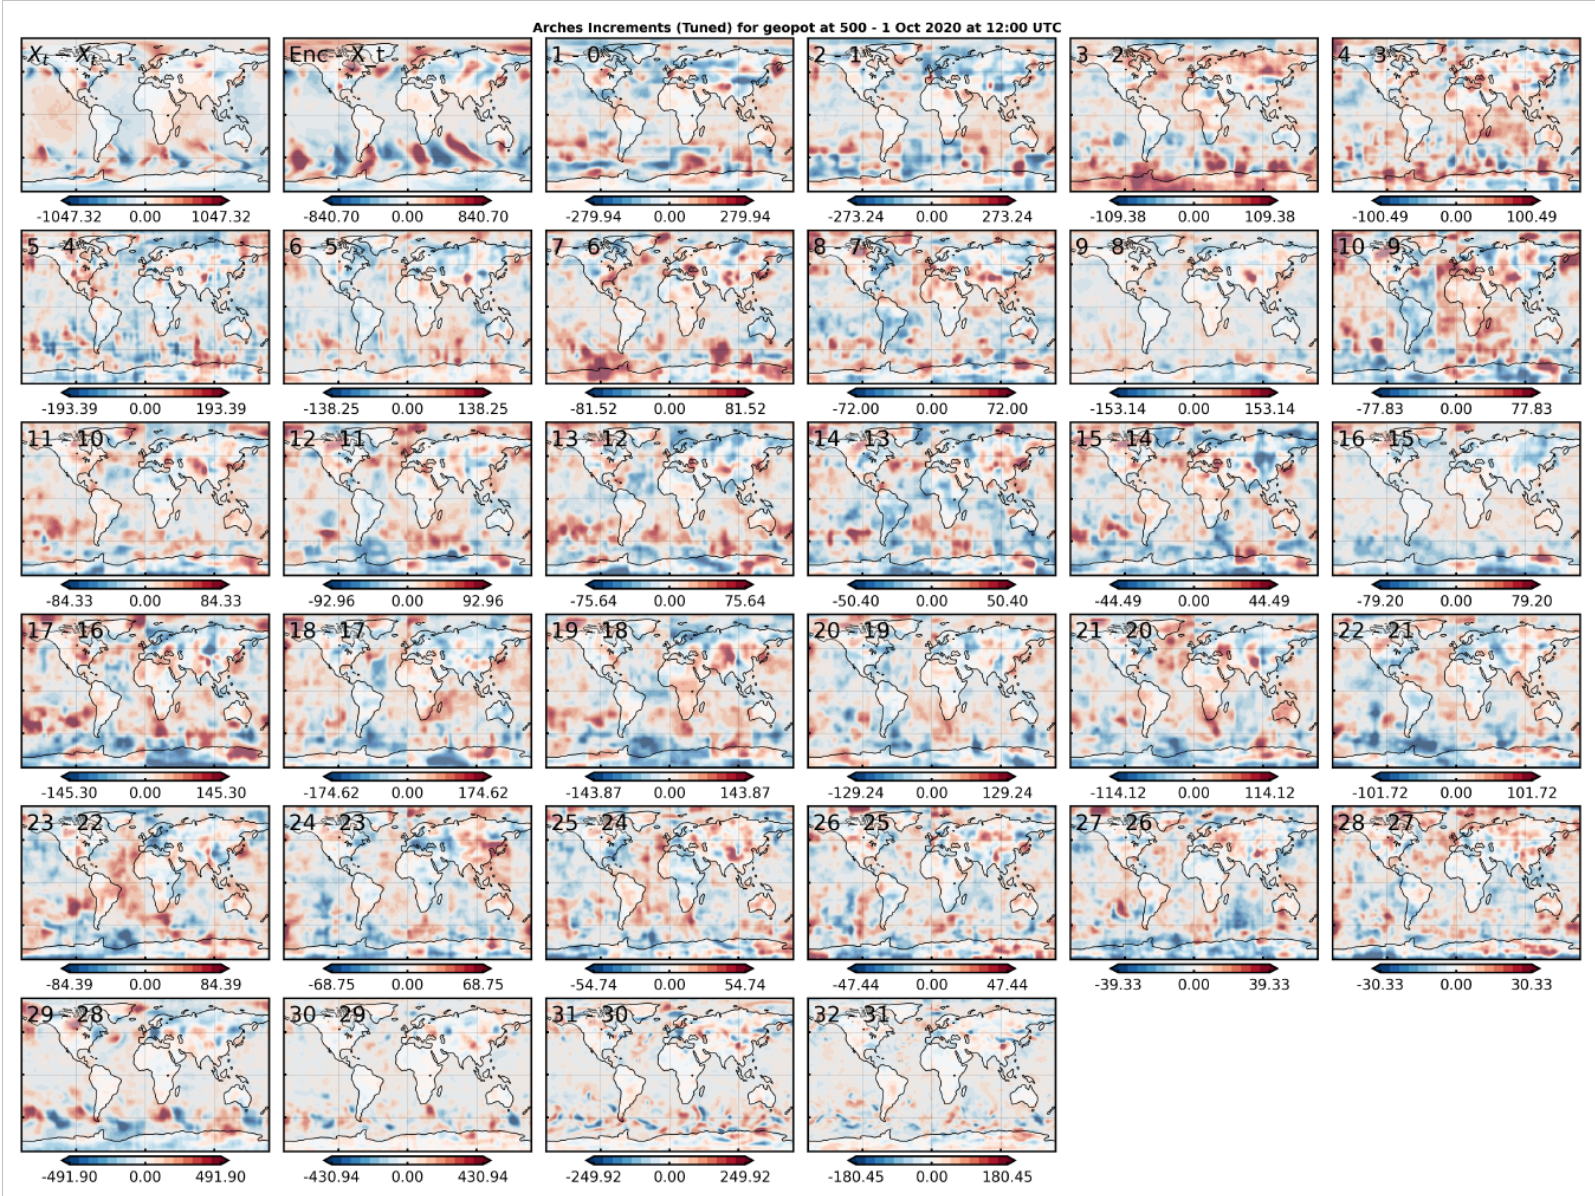 Arches Increments (Tuned) for geopot at 500 - 1 Oct 2020 at 12:00 UTC
X_t - X_{t-1} Enc - X_t 1 - 0 2 - 1 3 - 2 4 - 3
-1047.32 0.00 1047.32 -840.70 0.00 840.70 -279.94 0.00 279.94 -273.24 0.00 273.24 -109.38 0.00 109.38 -100.49 0.00 100.49
5 - 4 6 - 5 7 - 6 8 - 7 9 - 8 10 - 9
-193.39 0.00 193.39 -138.25 0.00 138.25 -81.52 0.00 81.52 -72.00 0.00 72.00 -153.14 0.00 153.14 -77.83 0.00 77.83
11 - 10 12 - 11 13 - 12 14 - 13 15 - 14 16 - 15
-84.33 0.00 84.33 -92.96 0.00 92.96 -75.64 0.00 75.64 -50.40 0.00 50.40 -44.49 0.00 44.49 -79.20 0.00 79.20
17 - 16 18 - 17 19 - 18 20 - 19 21 - 20 22 - 21
-145.30 0.00 145.30 -174.62 0.00 174.62 -143.87 0.00 143.87 -129.24 0.00 129.24 -114.12 0.00 114.12 -101.72 0.00 101.72
23 - 22 24 - 23 25 - 24 26 - 25 27 - 26 28 - 27
-84.39 0.00 84.39 -68.75 0.00 68.75 -54.74 0.00 54.74 -47.44 0.00 47.44 -39.33 0.00 39.33 -30.33 0.00 30.33
29 - 28 30 - 29 31 - 30 32 - 31
-491.90 0.00 491.90 -430.94 0.00 430.94 -249.92 0.00 249.92 -180.45 0.00 180.45